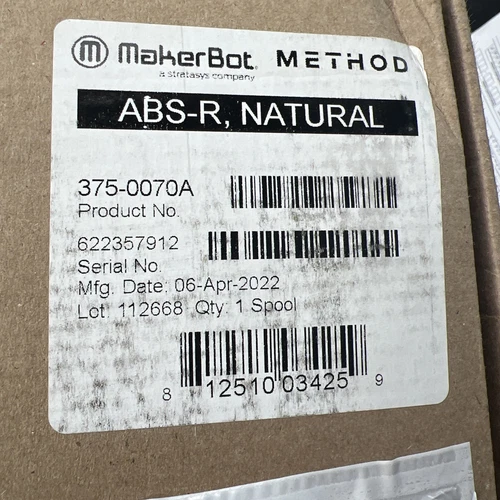 MakerBot METHOD
a stratasys company
ABS-R, NATURAL
375-0070A
Product No.
622357912
Serial No.
Mfg. Date: 06-Apr-2022
Lot: 112668 Qty: 1 Spool
8 12510 03425 9